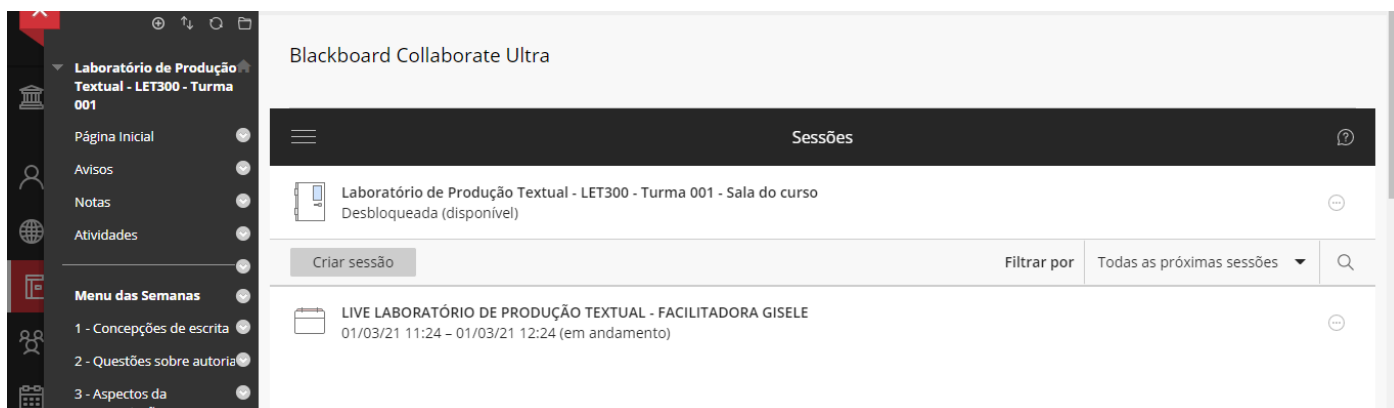 Laboratório de Produção
Textual - LET300 - Turma
001
Página Inicial
Avisos
Notas
Atividades
Menu das Semanas
1 - Concepções de escrita
2 - Questões sobre autoria
3 - Aspectos da
Blackboard Collaborate Ultra
Sessões
Laboratório de Produção Textual - LET300 - Turma 001 - Sala do curso
Desbloqueada (disponível)
Criar sessão
Filtrar por
Todas as próximas sessões
LIVE LABORATÓRIO DE PRODUÇÃO TEXTUAL - FACILITADORA GISELE
01/03/21 11:24 – 01/03/21 12:24 (em andamento)